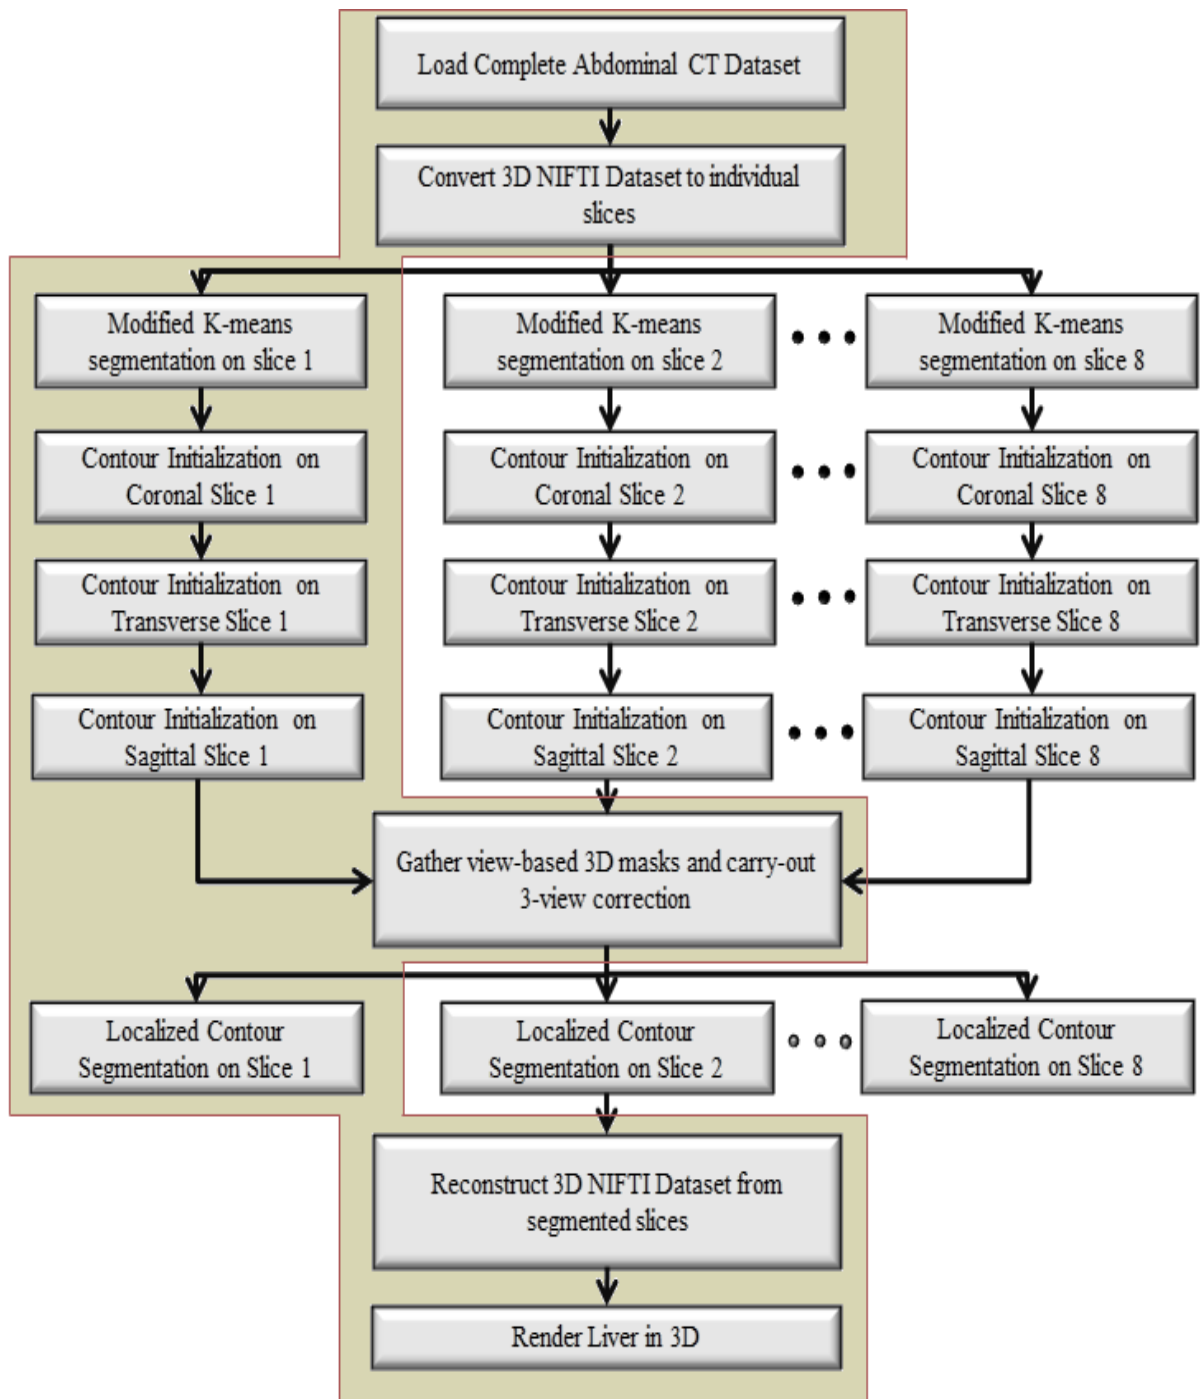 Load Complete Abdominal CT Dataset
Convert 3D NIFTI Dataset to individual
slices
Modified K-means
segmentation on slice 1
Modified K-means
segmentation on slice 2
Modified K-means
segmentation on slice 8
Contour Initialization on
Coronal Slice 1
Contour Initialization on
Coronal Slice 2
Contour Initialization on
Coronal Slice 8
Contour Initialization on
Transverse Slice 1
Contour Initialization on
Transverse Slice 2
Contour Initialization on
Transverse Slice 8
Contour Initialization on
Sagittal Slice 1
Contour Initialization on
Sagittal Slice 2
Contour Initialization on
Sagittal Slice 8
Gather view-based 3D masks and carry-out
3-view correction
Localized Contour
Segmentation on Slice 1
Localized Contour
Segmentation on Slice 2
Localized Contour
Segmentation on Slice 8
Reconstruct 3D NIFTI Dataset from
segmented slices
Render Liver in 3D